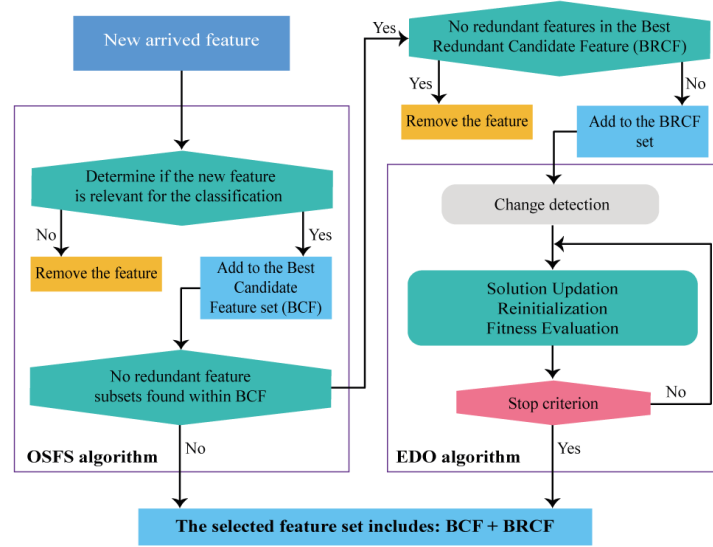 New arrived feature
Determine if the new feature
is relevant for the classification
No
Yes
Remove the feature
Add to the Best
Candidate
Feature set (BCF)
No redundant feature
subsets found within BCF
No
OSFS algorithm
Yes
No redundant features in the Best
Redundant Candidate Feature (BRCF)
Yes
No
Remove the feature
Add to the BRCF
set
Change detection
Solution Updation
Reinitialization
Fitness Evaluation
Stop criterion
No
Yes
EDO algorithm
The selected feature set includes: BCF + BRCF